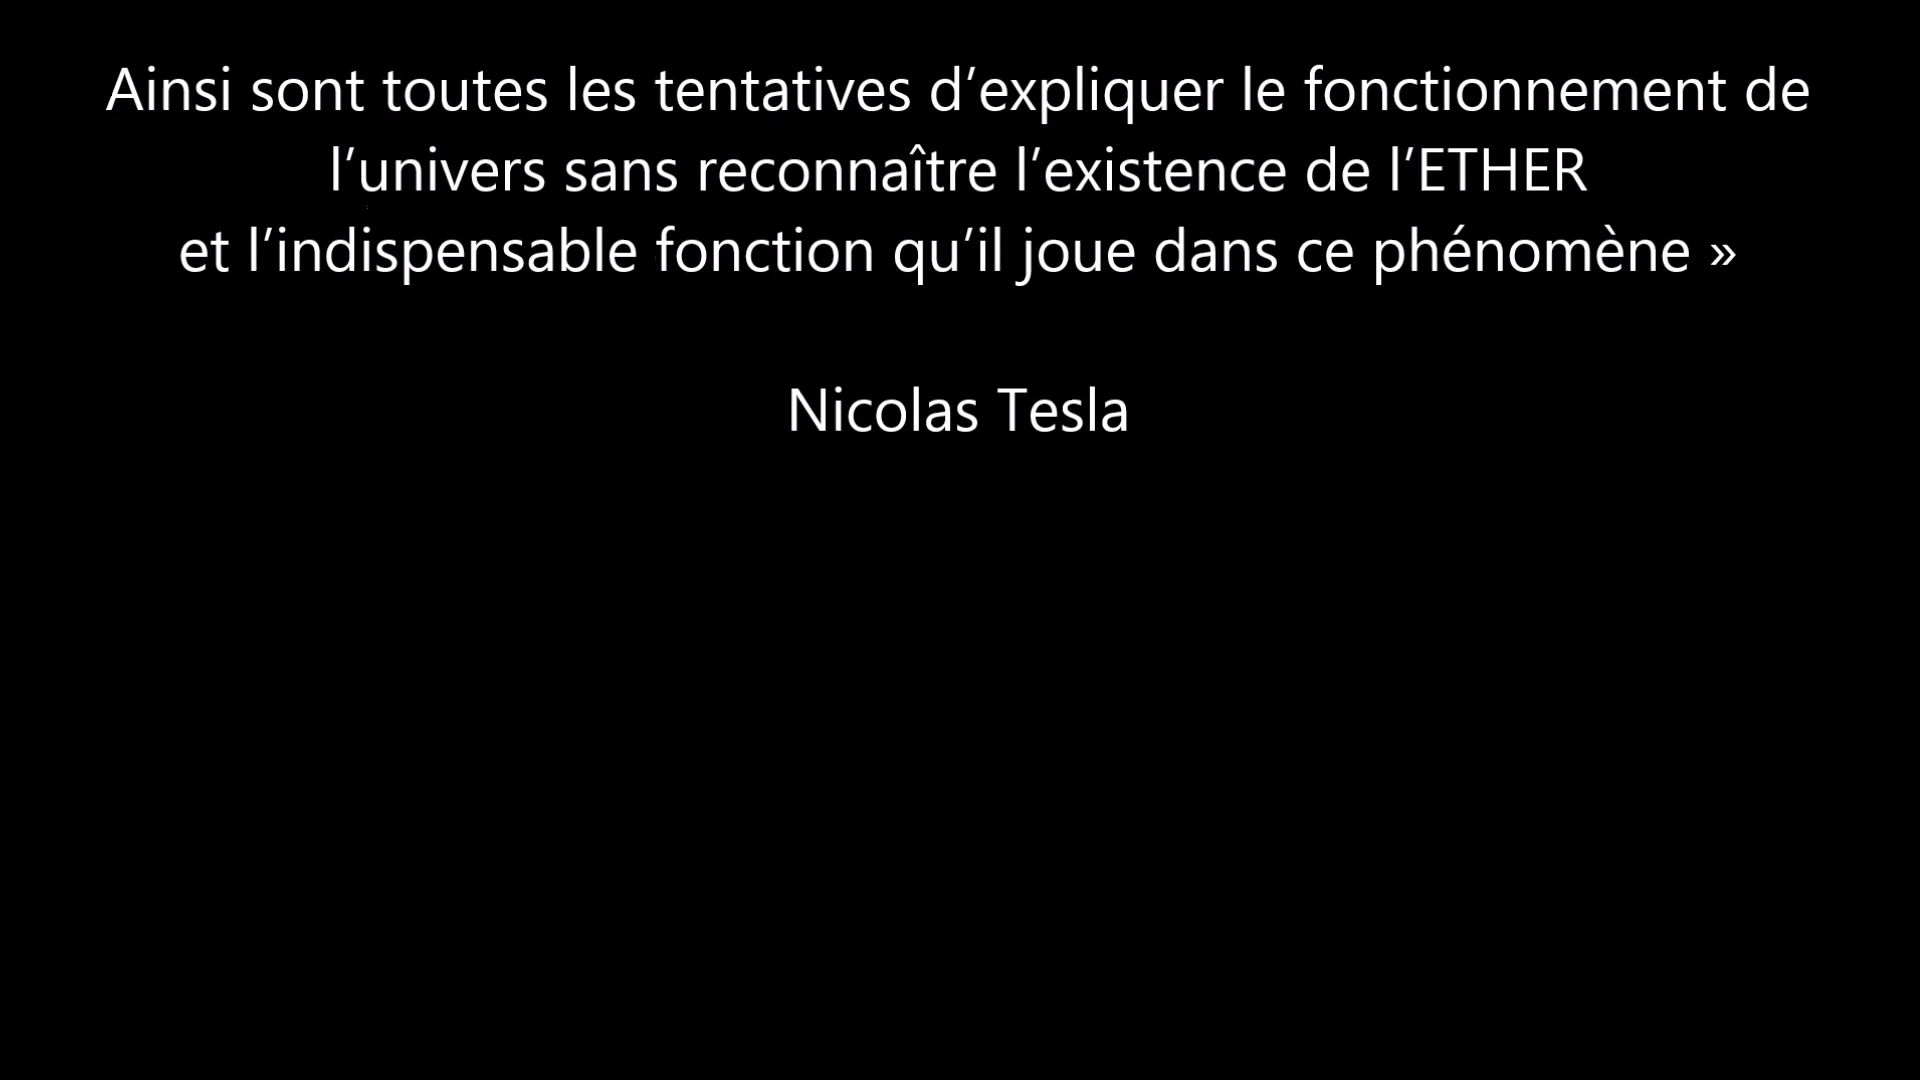 Ainsi sont toutes les tentatives d’expliquer le fonctionnement de
l’univers sans reconnaître l’existence de l’ETHER
et l’indispensable fonction qu’il joue dans ce phénomène »
Nicolas Tesla